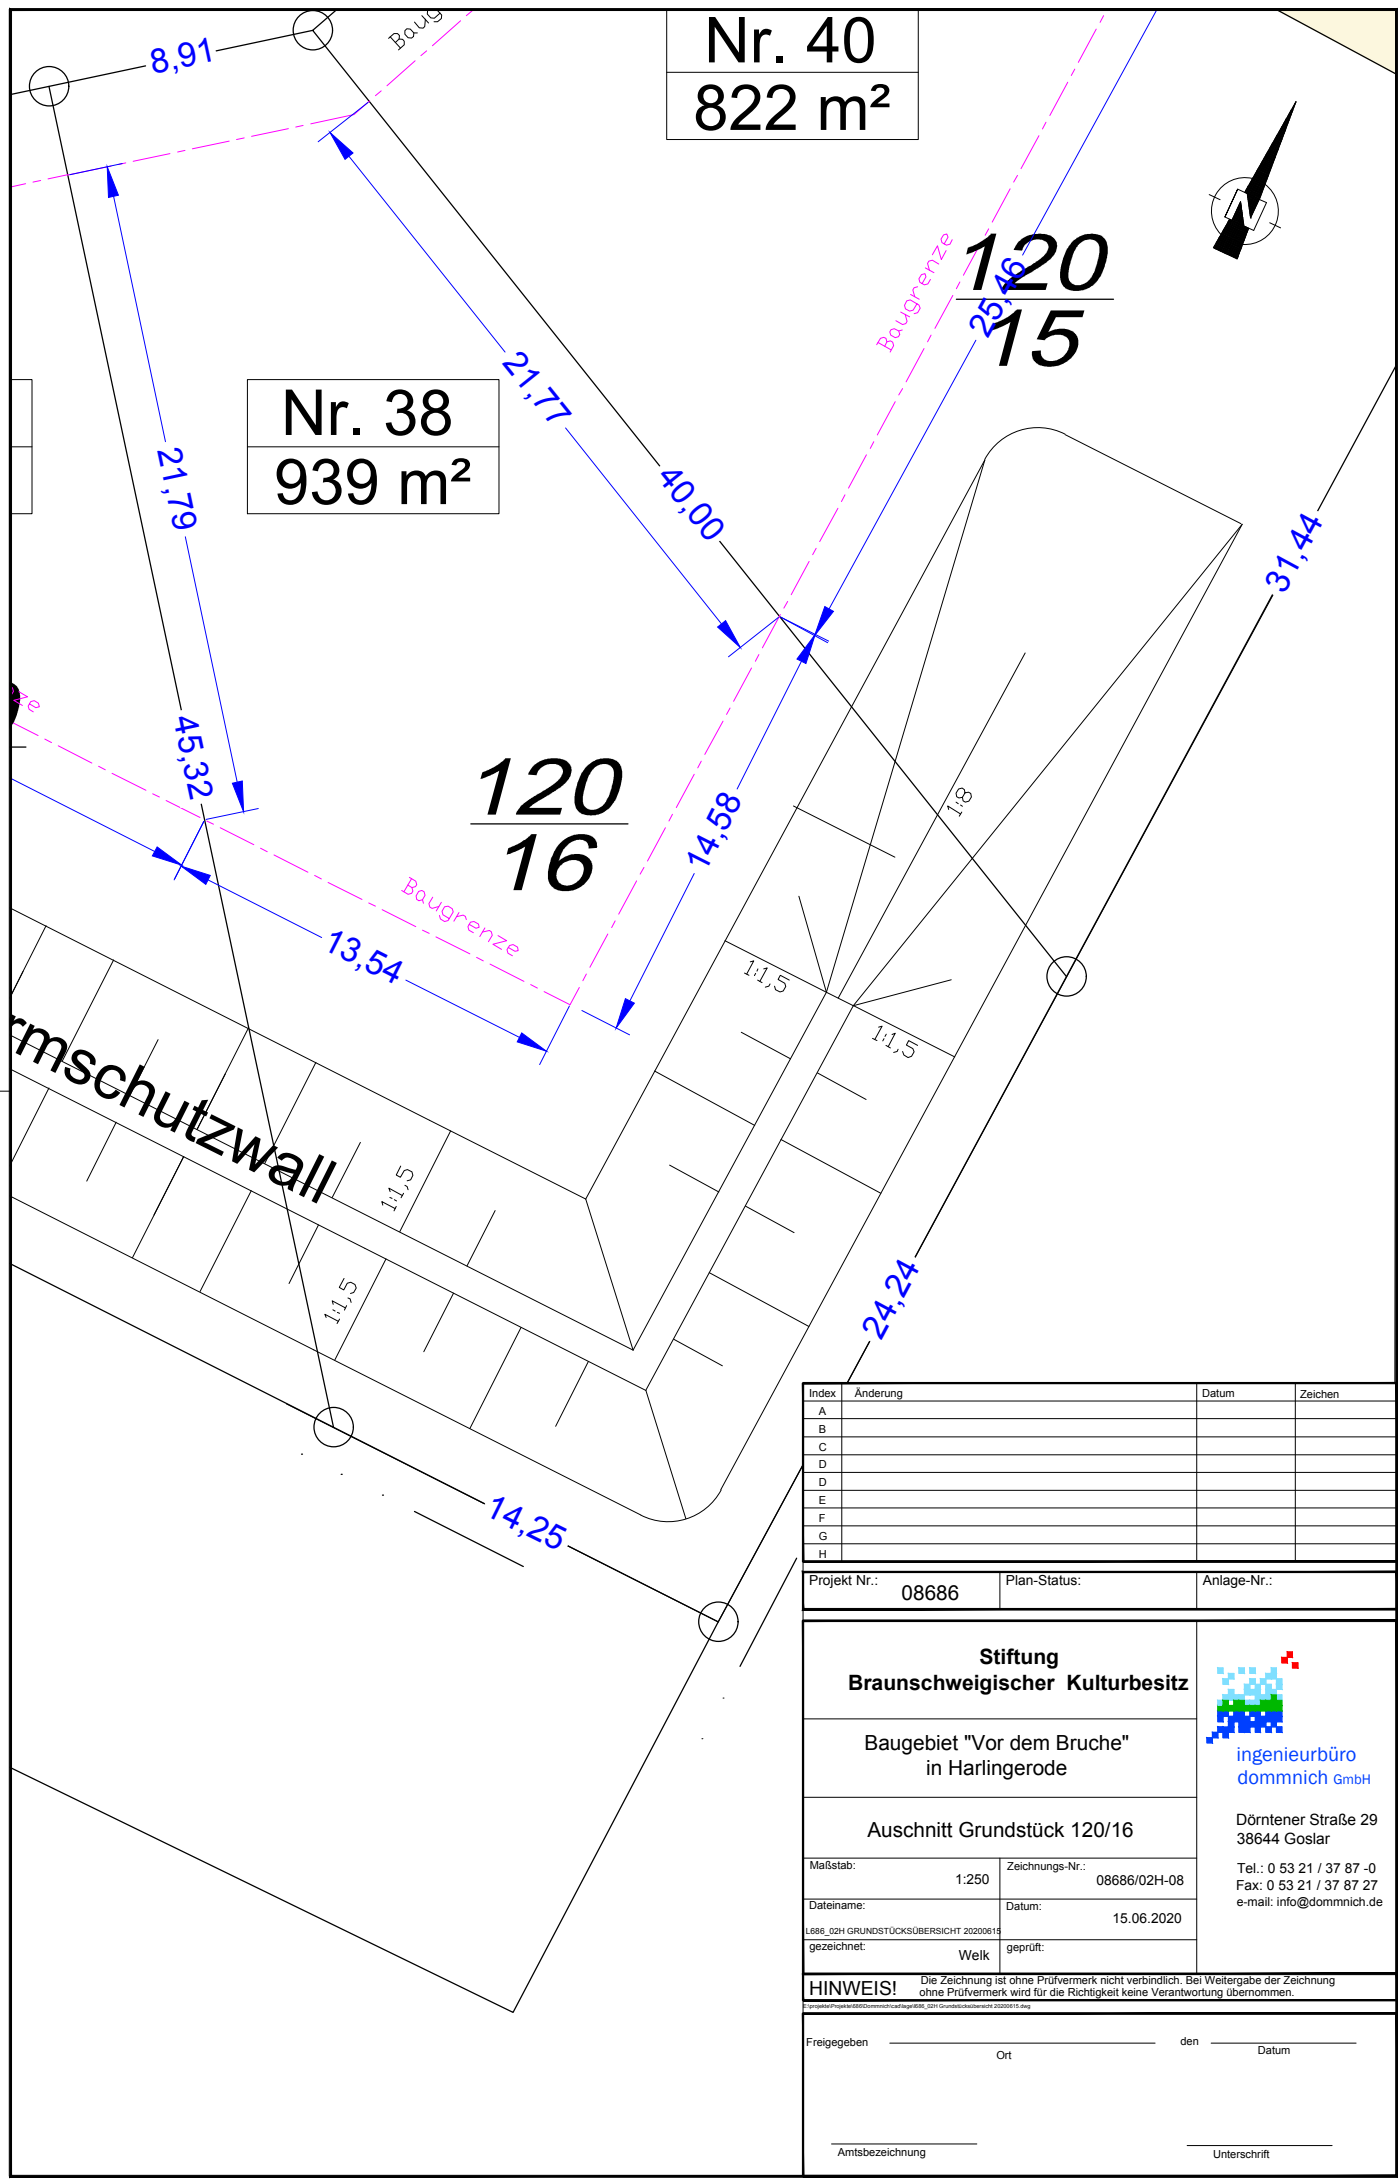 8,91
Baug
Nr. 40
822 m²
N
120
15
25,46
Baugrenze
21,77
Nr. 38
939 m²
21,79
40,00
31,44
ze
45,32
120
16
14,58
1:8
Baugrenze
13,54
1:1,5
1:1,5
rmschutzwall
1:1,5
1:1,5
24,24
14,25
Index Änderung Datum Zeichen
A
B
C
D
D
E
F
G
H
Projekt Nr.: 08686 Plan-Status: Anlage-Nr.:
Stiftung
Braunschweigischer Kulturbesitz
Baugebiet "Vor dem Bruche"
in Harlingerode
Auschnitt Grundstück 120/16
ingenieurbüro
dommnich GmbH
Dörntener Straße 29
38644 Goslar
Tel.: 0 53 21 / 37 87 -0
Fax: 0 53 21 / 37 87 27
e-mail: info@dommnich.de
Maßstab: 1:250 Zeichnungs-Nr.: 08686/02H-08
Dateiname: Datum: 15.06.2020
L686_02H GRUNDSTÜCKSÜBERSICHT 20200615
gezeichnet: Welk geprüft:
HINWEIS! Die Zeichnung ist ohne Prüfvermerk nicht verbindlich. Bei Weitergabe der Zeichnung
ohne Prüfvermerk wird für die Richtigkeit keine Verantwortung übernommen.
Freigegeben den
Ort Datum
Amtsbezeichnung Unterschrift